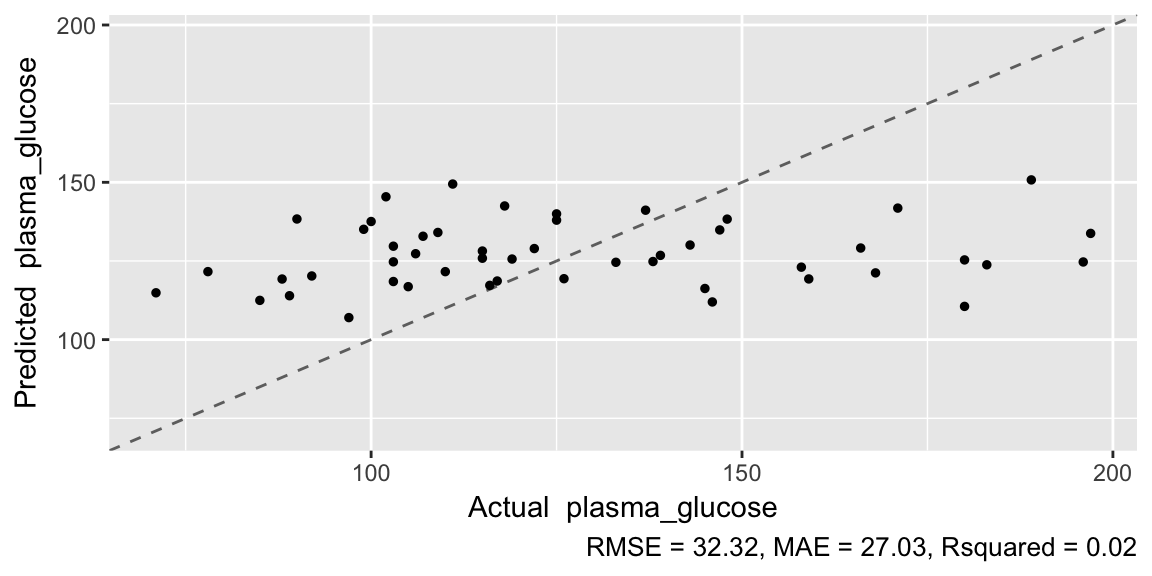 200
150
100
Predicted plasma_glucose
100 150 200
Actual plasma_glucose
RMSE = 32.32, MAE = 27.03, Rsquared = 0.02